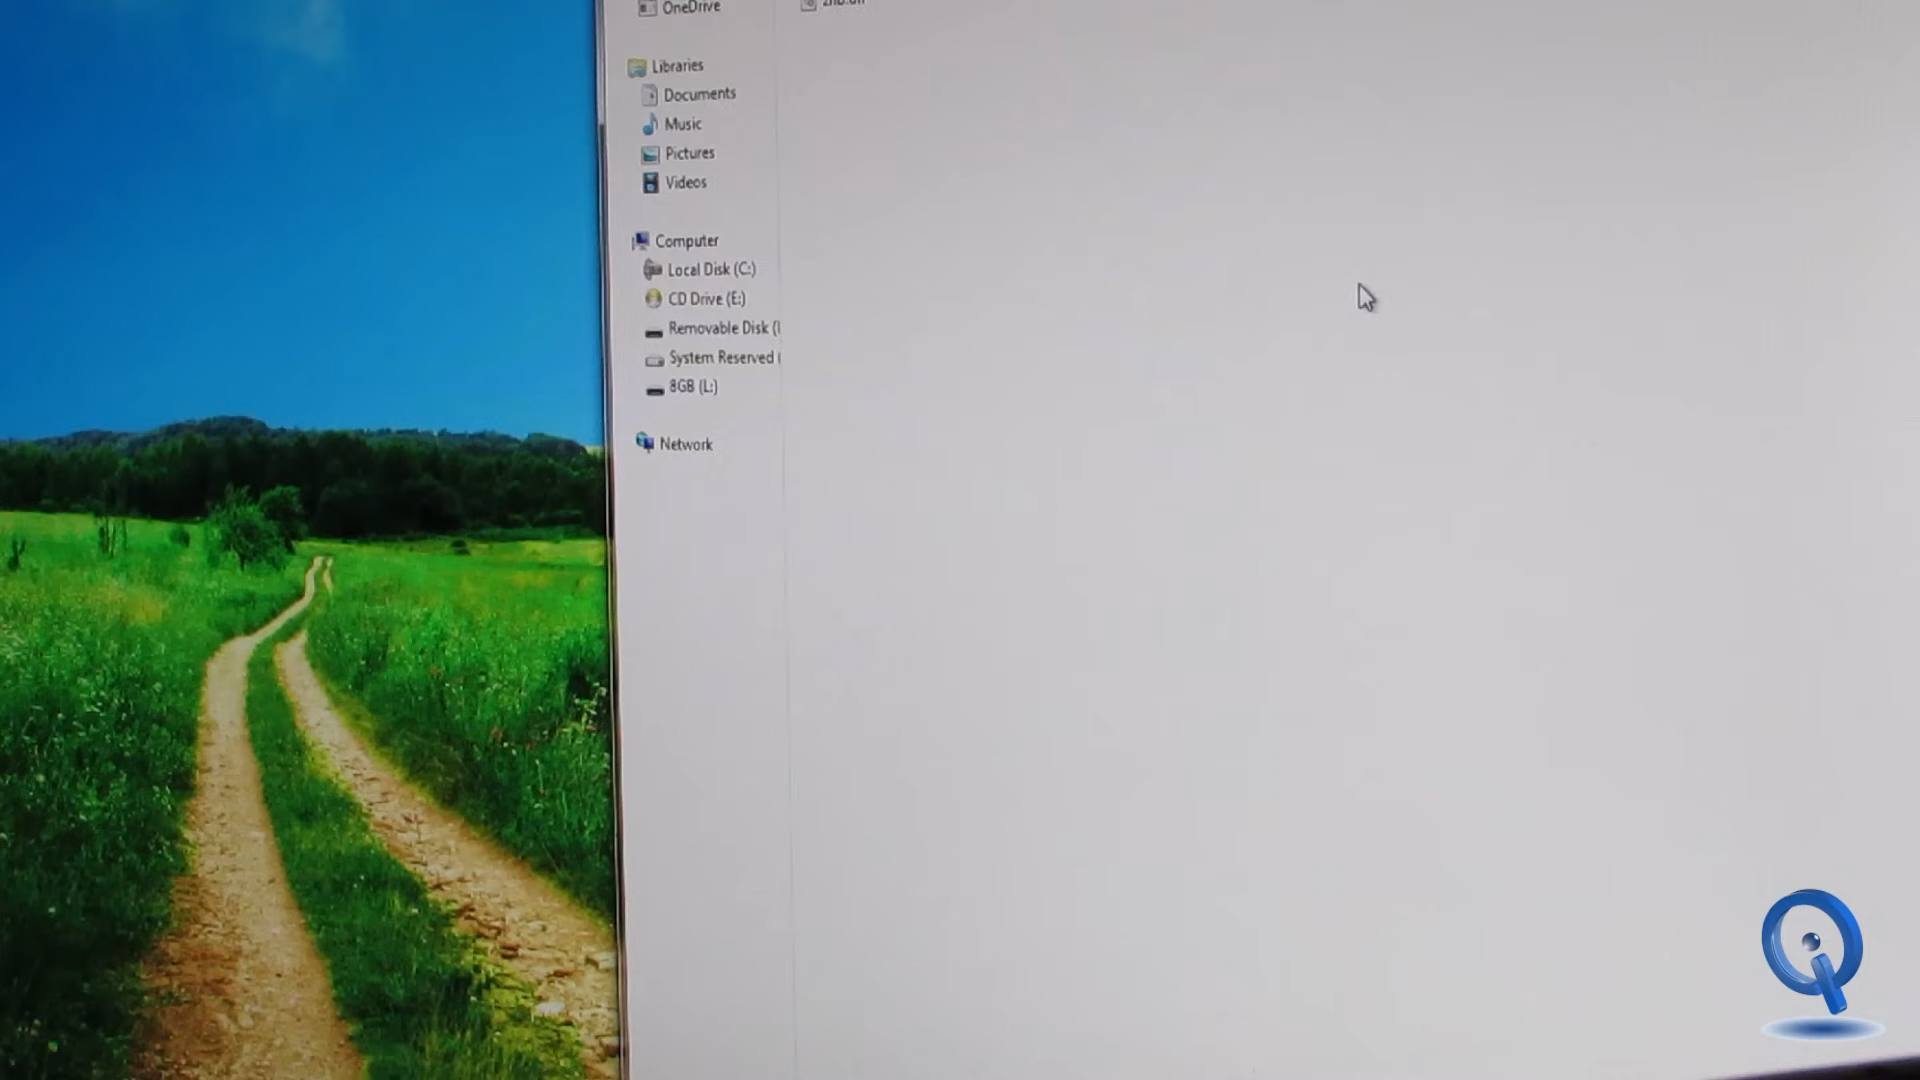 OneDrive
Libraries
Documents
Music
Pictures
Videos
Computer
Local Disk (C:)
CD Drive (E:)
Removable Disk (
System Reserved (
8GB (L:)
Network